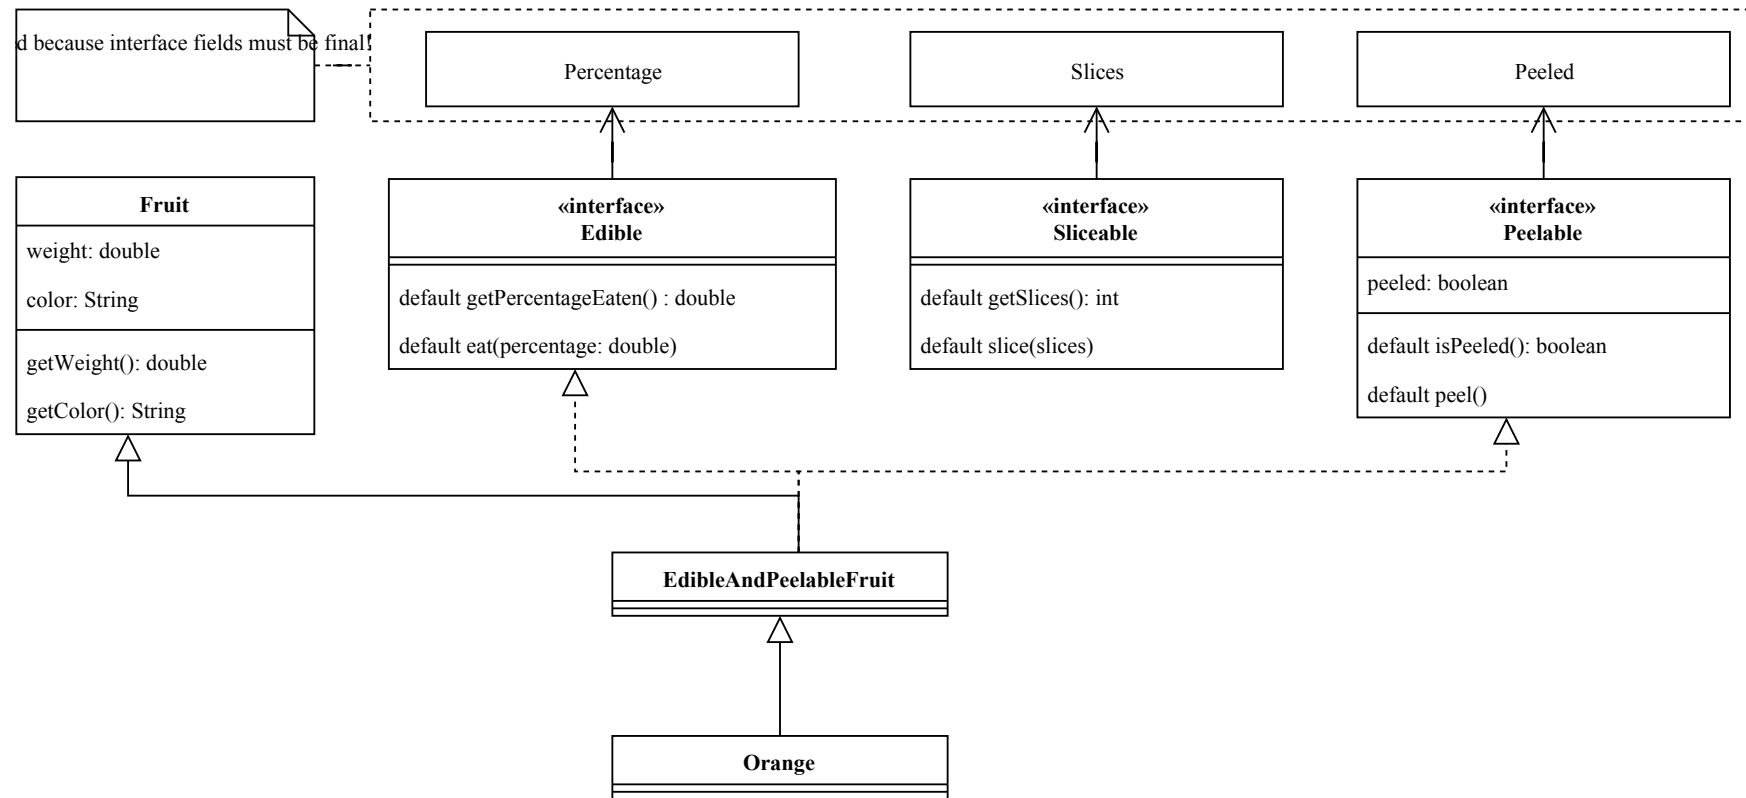 d because interface fields must be final!
Percentage
Slices
Peeled
Fruit
weight: double
color: String
getWeight(): double
getColor(): String
«interface»
Edible
default getPercentageEaten() : double
default eat(percentage: double)
«interface»
Sliceable
default getSlices(): int
default slice(slices)
«interface»
Peelable
peeled: boolean
default isPeeled(): boolean
default peel()
EdibleAndPeelableFruit
Orange